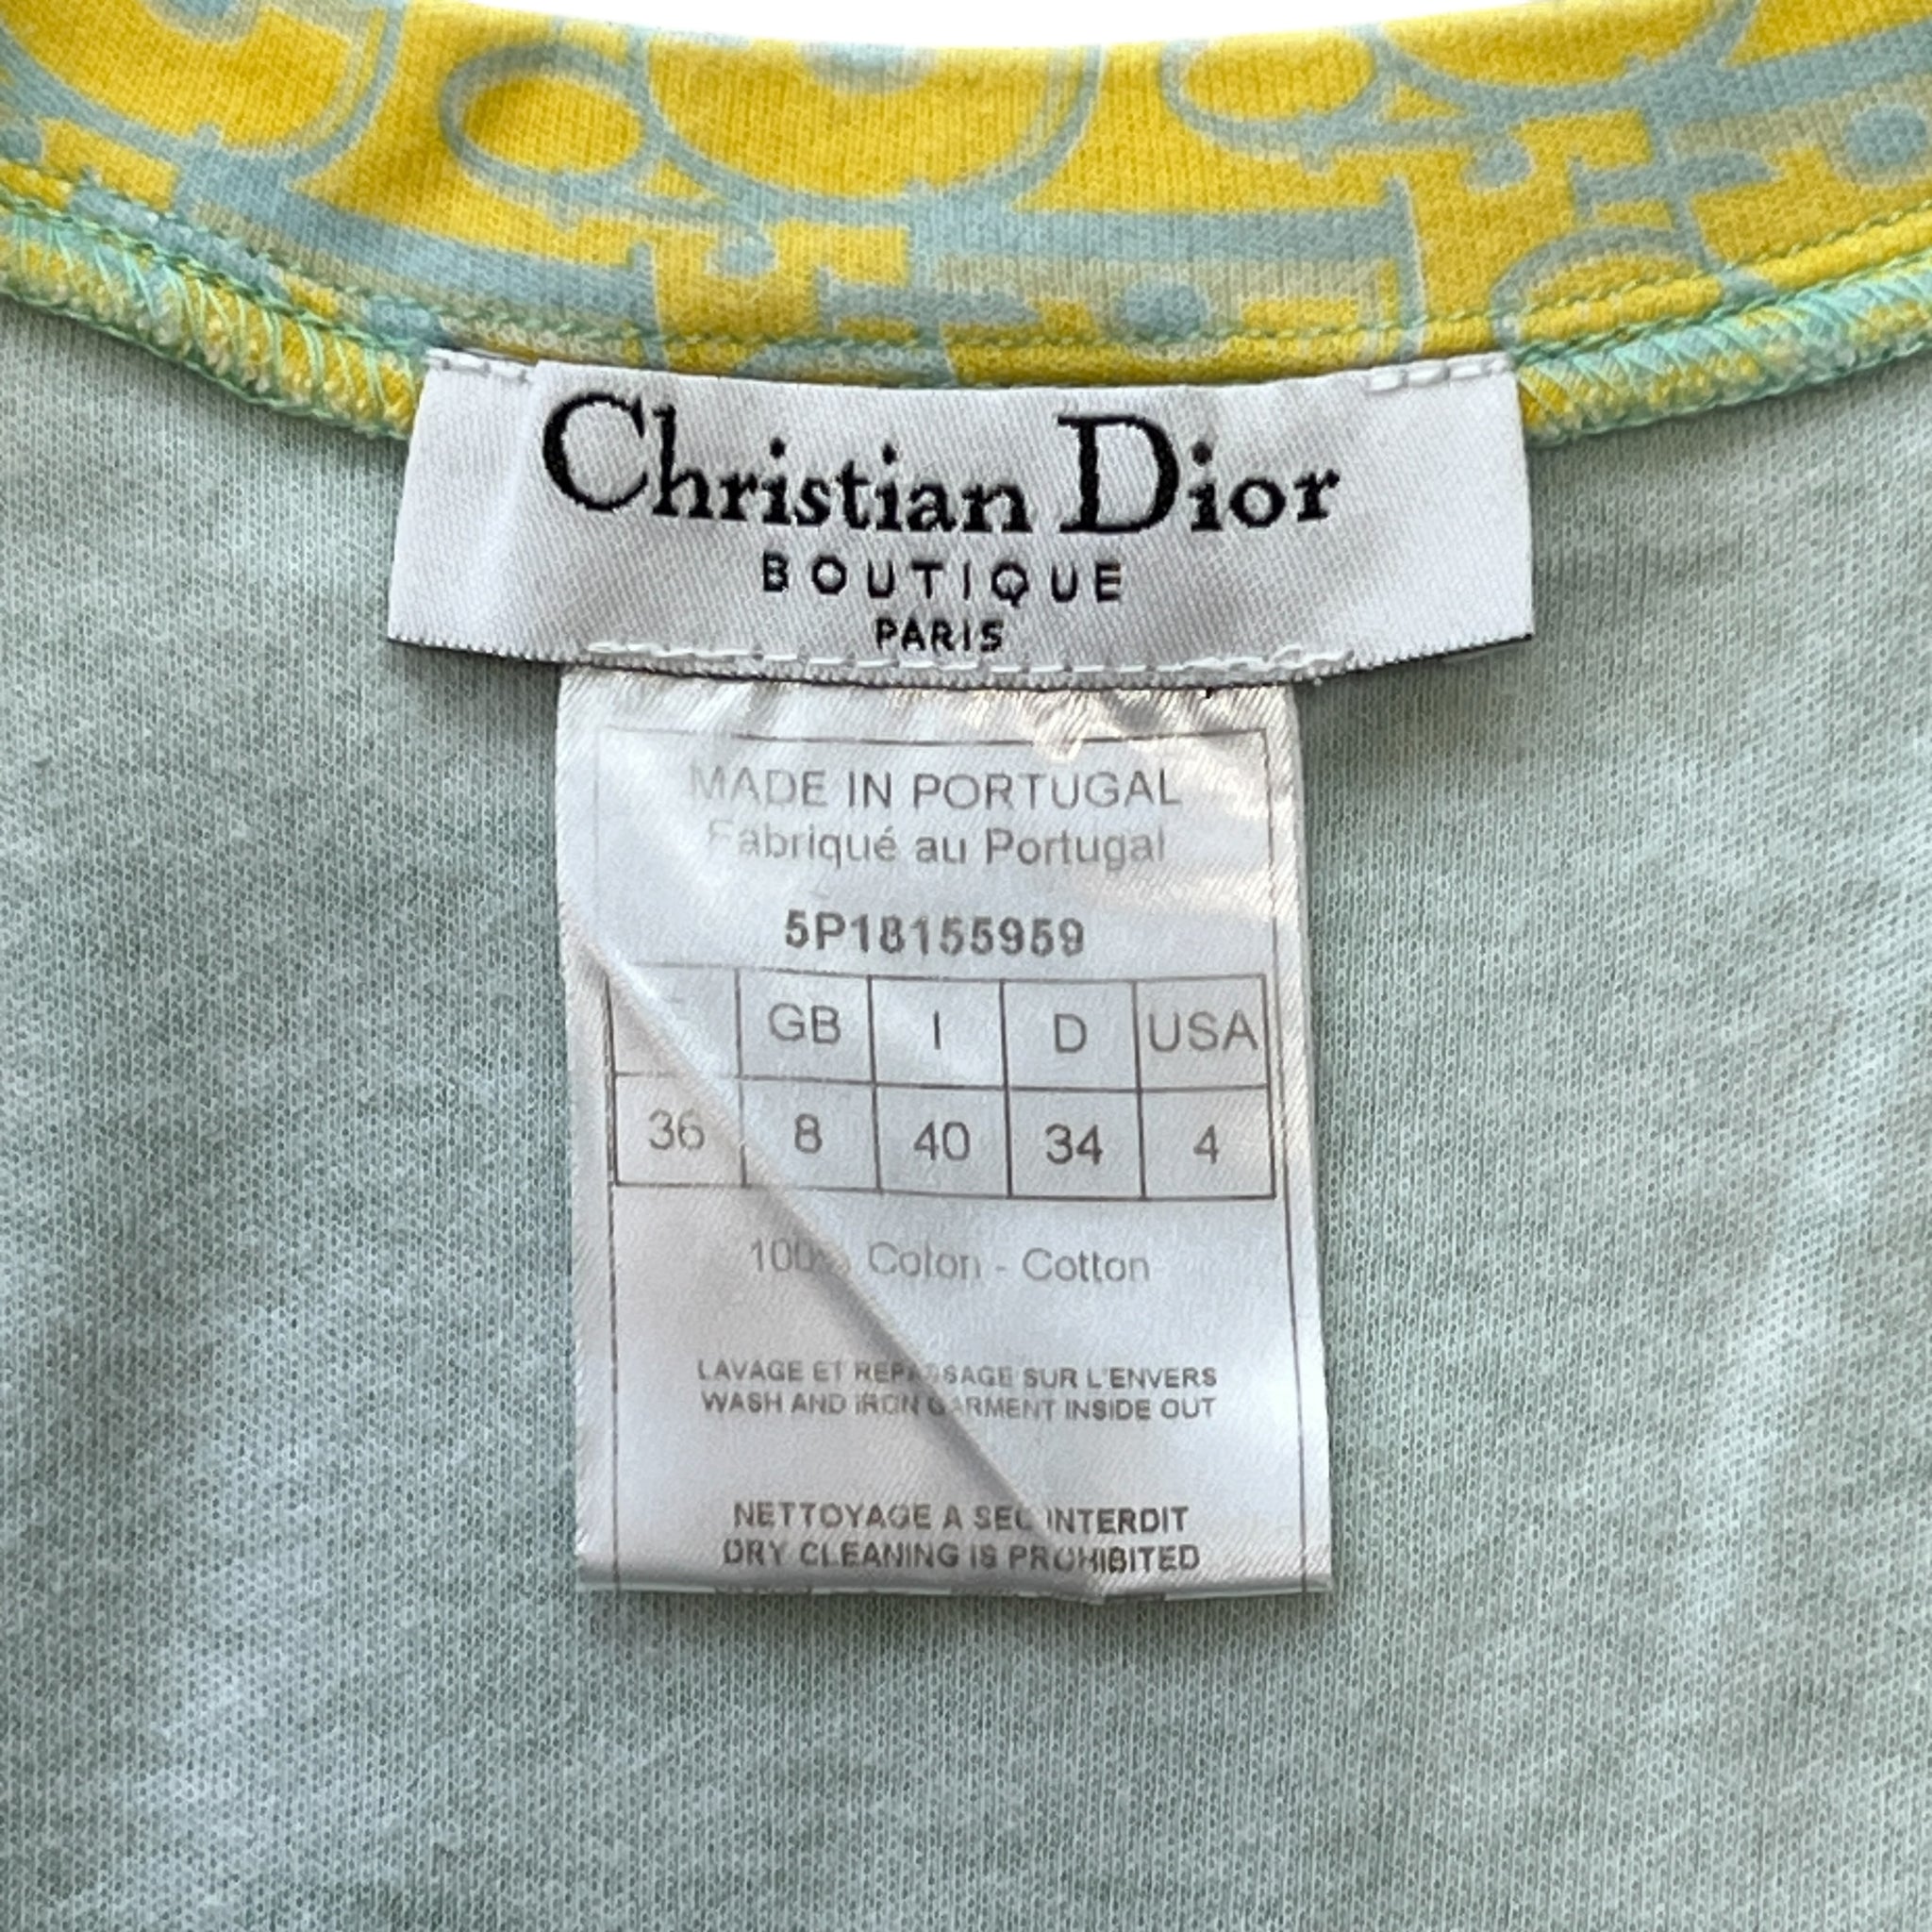 Christian Dior
BOUTIQUE
PARIS
MADE IN PORTUGAL
Fabriqué au Portugal
5P18155959
GB I D USA
36 8 40 34 4
100% Coton - Cotton
LAVAGE ET REPASSAGE SUR L'ENVERS
WASH AND IRON GARMENT INSIDE OUT
NETTOYAGE A SEC INTERDIT
DRY CLEANING IS PROHIBITED